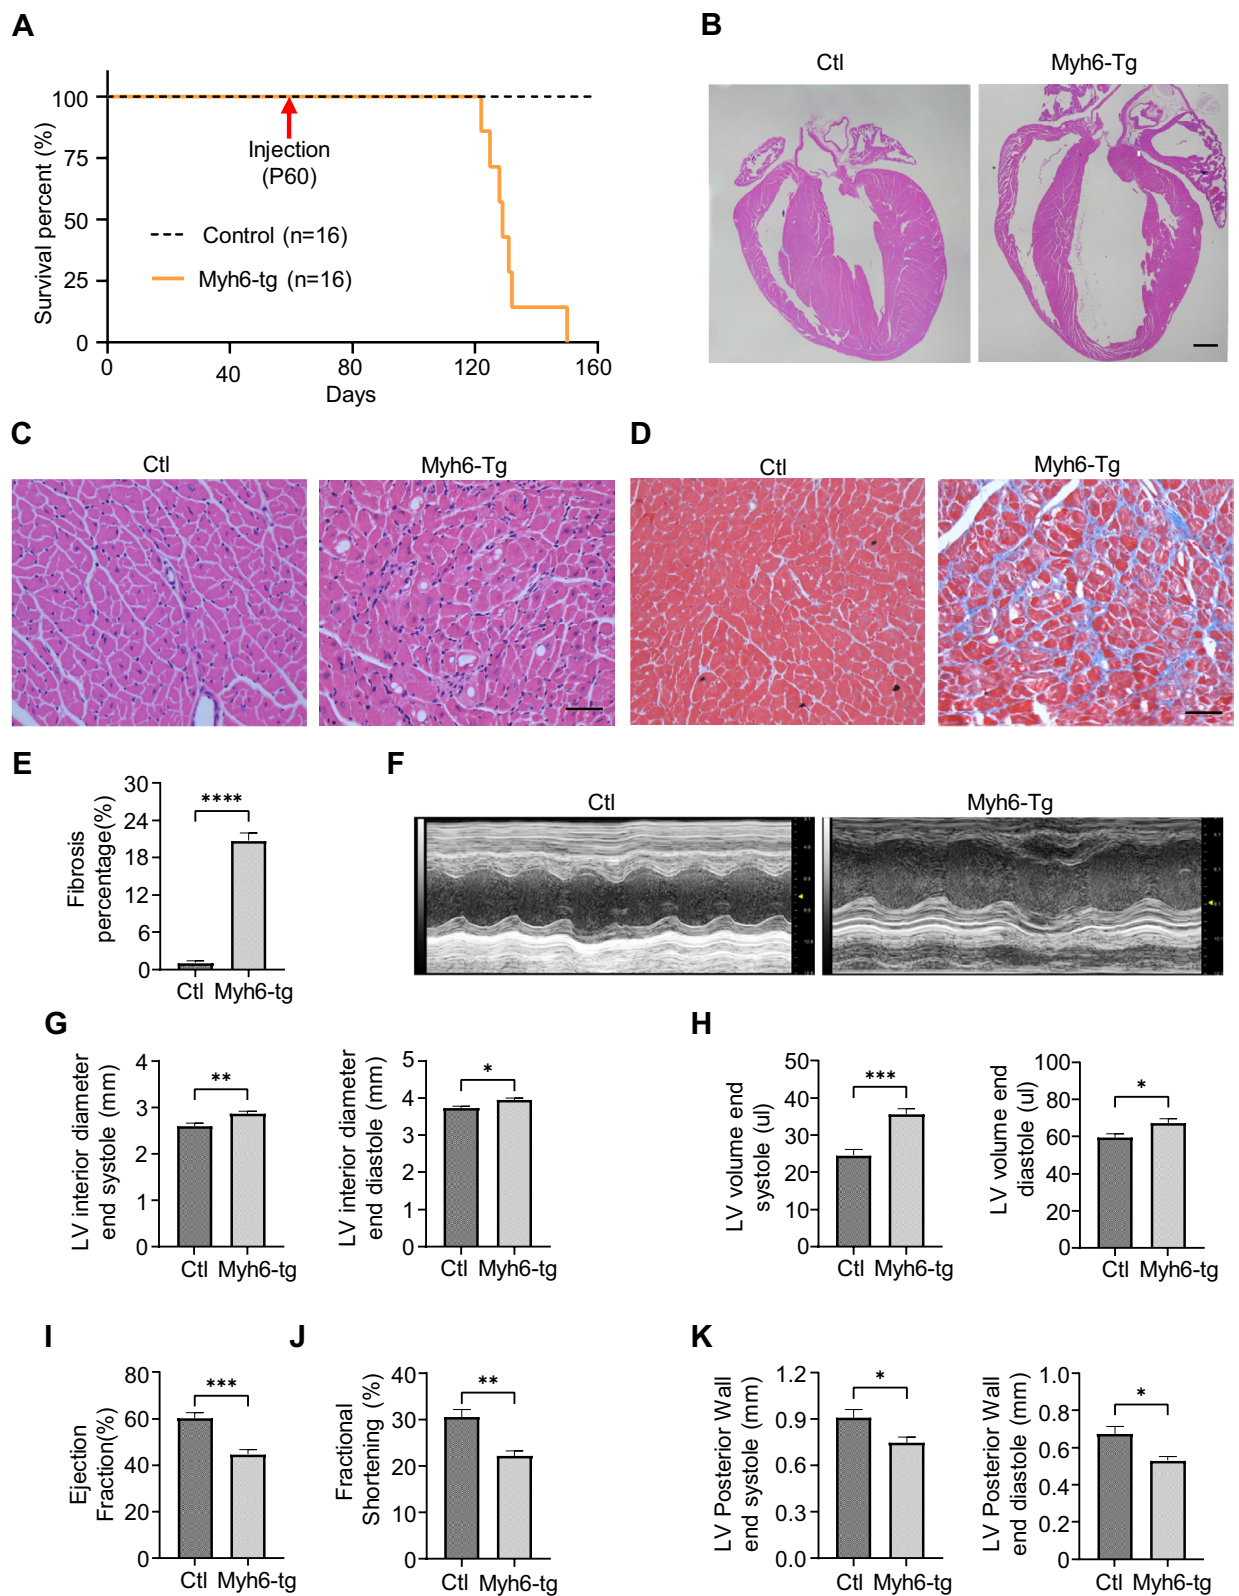 A
Survival percent (%)
100
75
50
25
0
0
40
80
120
160
Days
Injection
(P60)
Control (n=16)
Myh6-tg (n=16)
B
Ctl
Myh6-Tg
C
Ctl
Myh6-Tg
D
Ctl
Myh6-Tg
E
Fibrosis
percentage(%)
30
24
18
12
6
0
****
Ctl Myh6-tg
F
Ctl
Myh6-Tg
G
LV interior diameter
end systole (mm)
4
3
2
1
0
**
Ctl Myh6-tg
LV interior diameter
end diastole (mm)
5
4
3
2
1
0
*
Ctl Myh6-tg
H
LV volume end
systole (ul)
50
40
30
20
10
0
***
Ctl Myh6-tg
LV volume end
diastole (ul)
100
80
60
40
20
0
*
Ctl Myh6-tg
I
Ejection
Fraction(%)
80
60
40
20
0
***
Ctl Myh6-tg
J
Fractional
Shortening (%)
40
30
20
10
0
**
Ctl Myh6-tg
K
LV Posterior Wall
end systole (mm)
1.2
0.9
0.6
0.3
0.0
*
Ctl Myh6-tg
LV Posterior Wall
end diastole (mm)
1.0
0.8
0.6
0.4
0.2
0
*
Ctl Myh6-tg